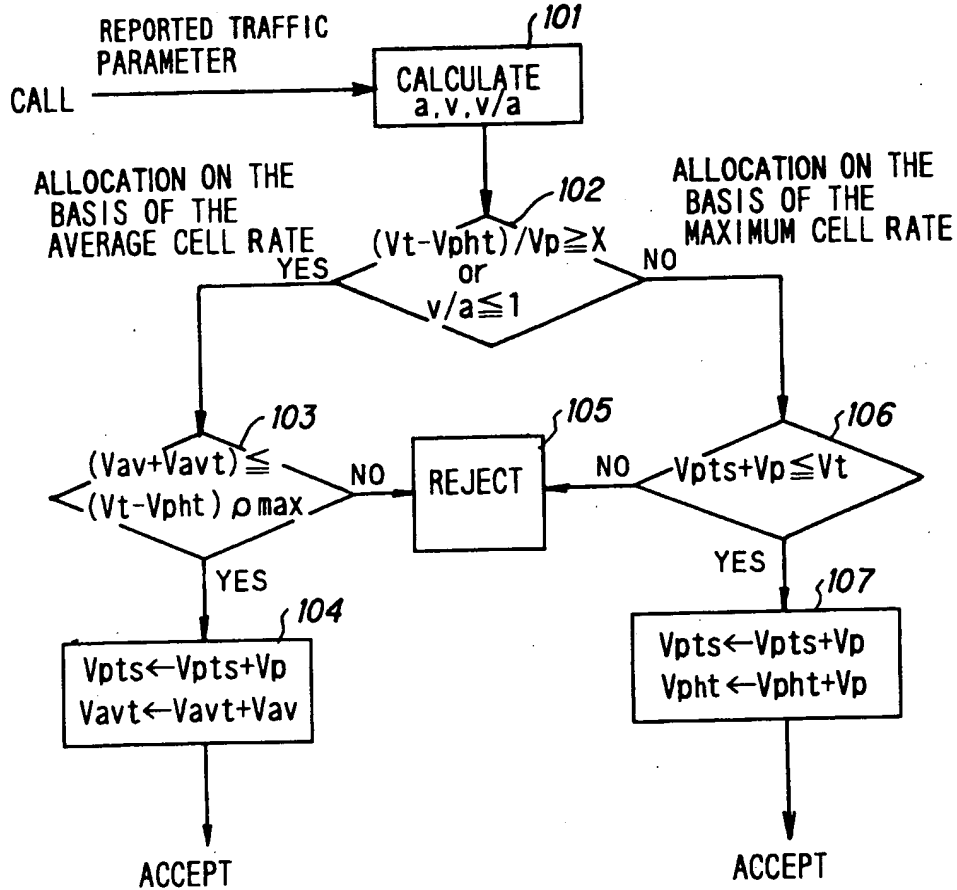 REPORTED TRAFFIC
PARAMETER
CALL
101
CALCULATE
a,v,v/a
ALLOCATION ON THE
BASIS OF THE
AVERAGE CELL RATE
102
(Vt-Vpht)/Vp≧X
or
v/a≦1
ALLOCATION ON THE
BASIS OF THE
MAXIMUM CELL RATE
YES
NO
103
(Vav+Vavt)≦
(Vt-Vpht)ρmax
NO
105
REJECT
NO
106
Vpts+Vp≦Vt
YES
YES
104
Vpts←Vpts+Vp
Vavt←Vavt+Vav
107
Vpts←Vpts+Vp
Vpht←Vpht+Vp
ACCEPT
ACCEPT